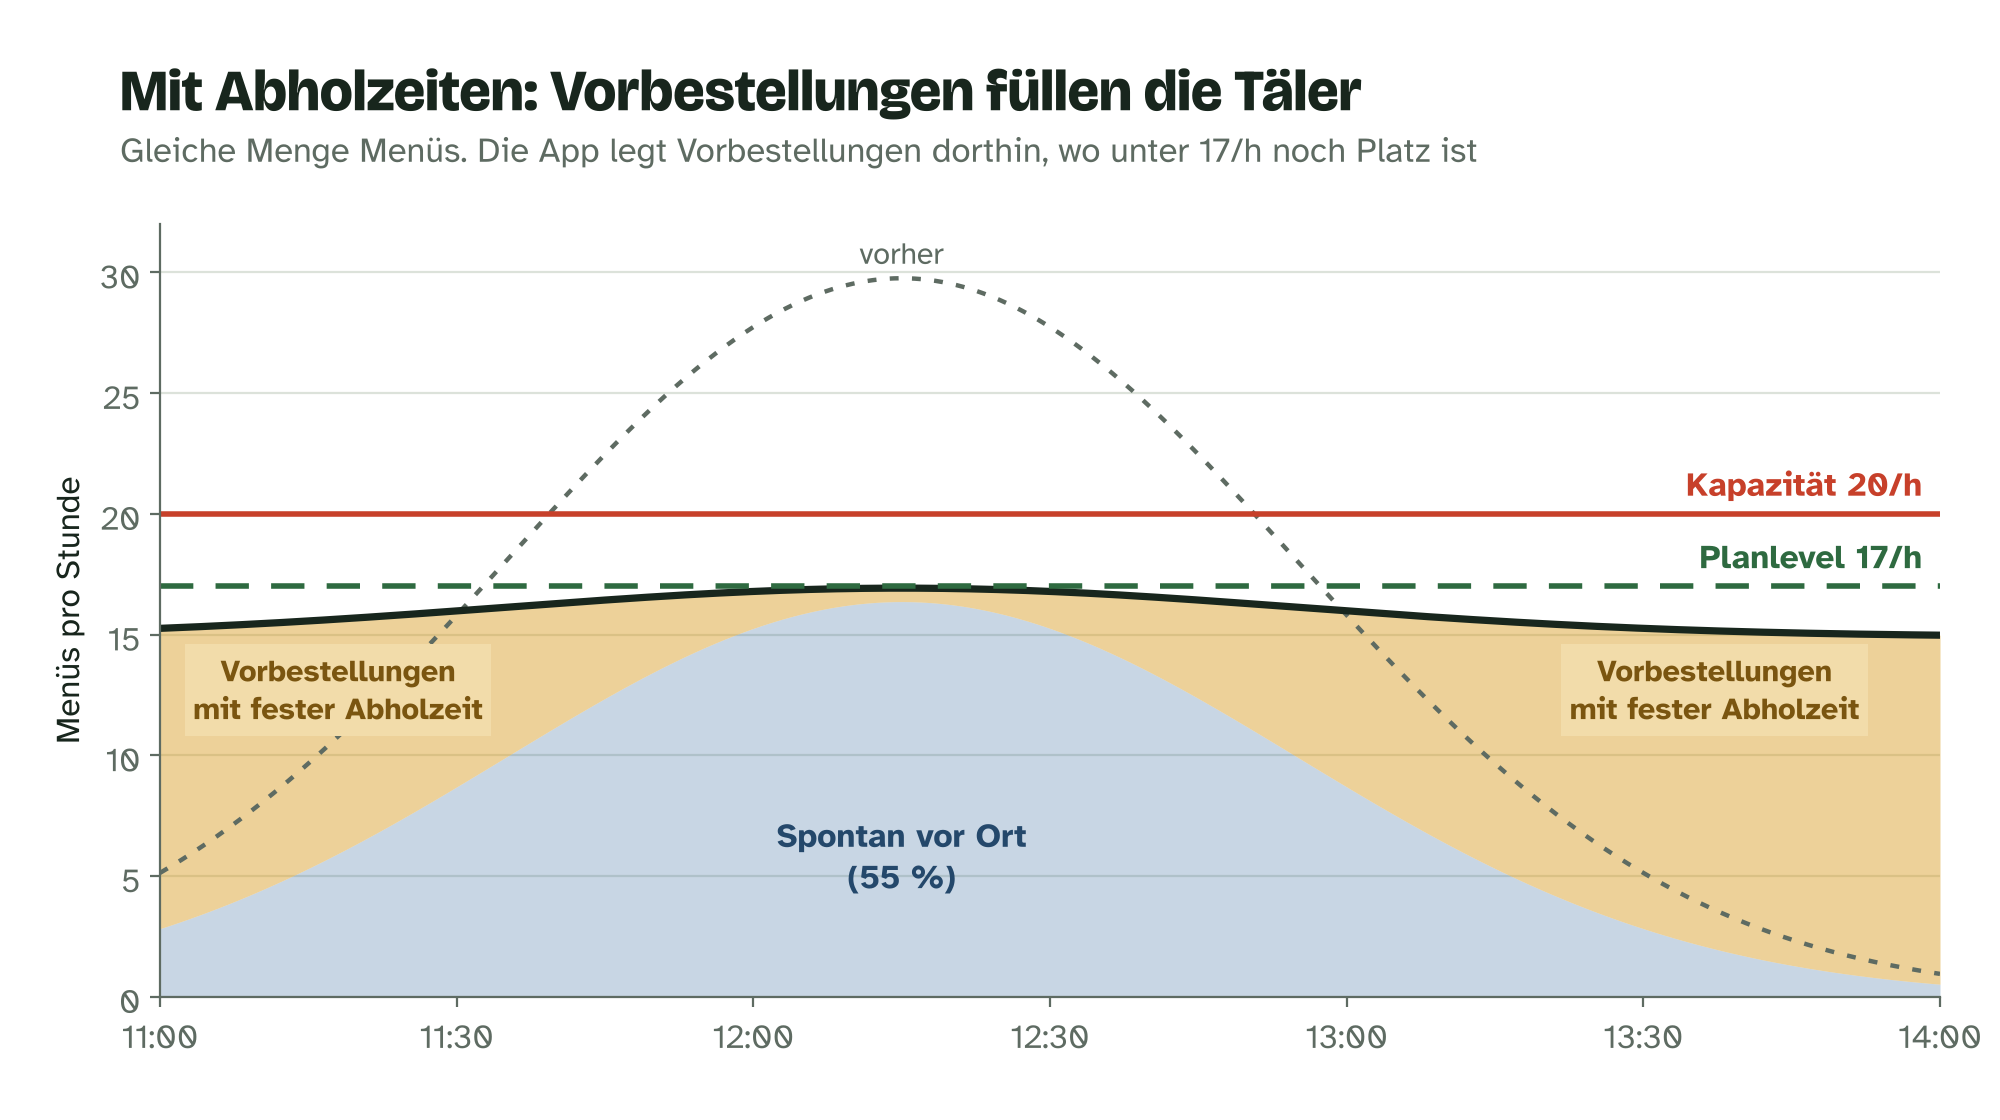 Mit Abholzeiten: Vorbestellungen füllen die Täler
Gleiche Menge Menüs. Die App legt Vorbestellungen dorthin, wo unter 17/h noch Platz ist
vorher
30
25
Kapazität 20/h
20
Planlevel 17/h
15
Menüs pro Stunde
Vorbestellungen
mit fester Abholzeit
Vorbestellungen
mit fester Abholzeit
10
Spontan vor Ort
(55 %)
5
0
11:00
11:30
12:00
12:30
13:00
13:30
14:00